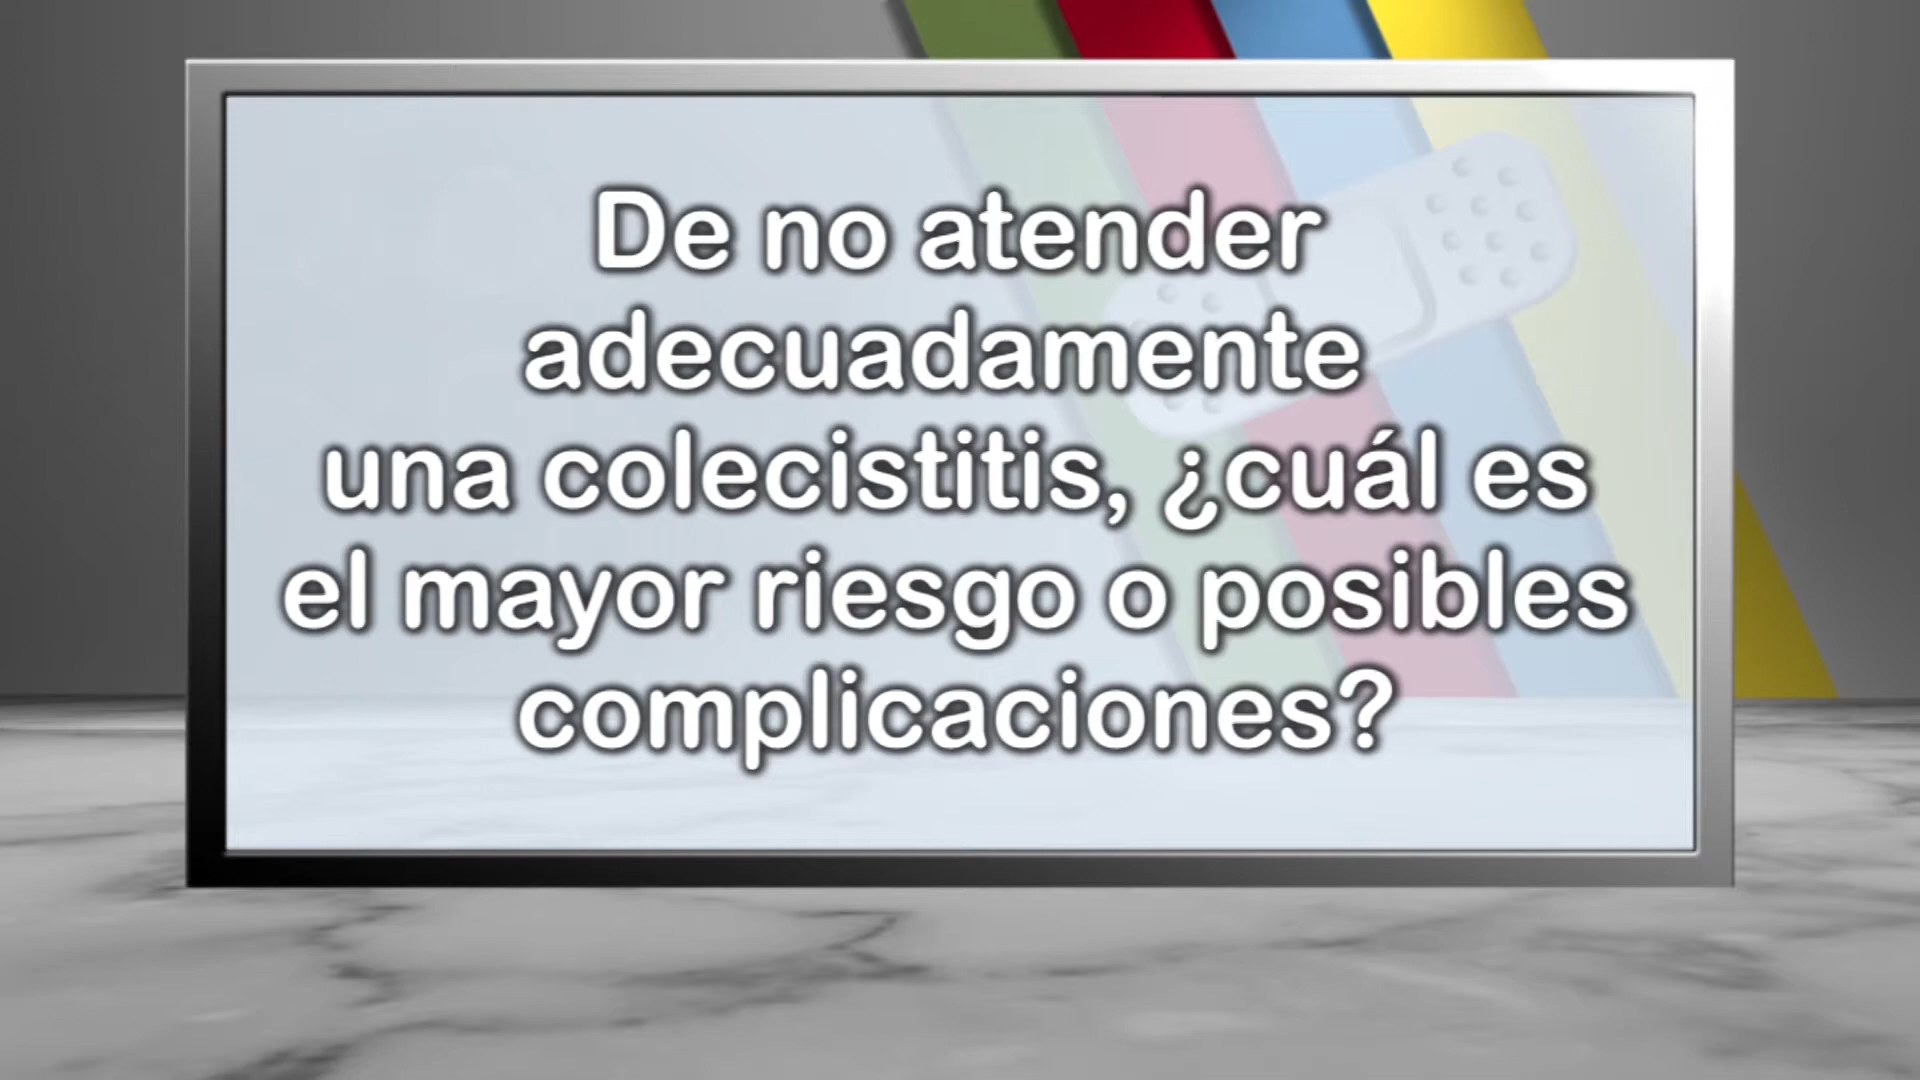 De no atender
adecuadamente
una colecistitis, ¿cuál es
el mayor riesgo o posibles
complicaciones?